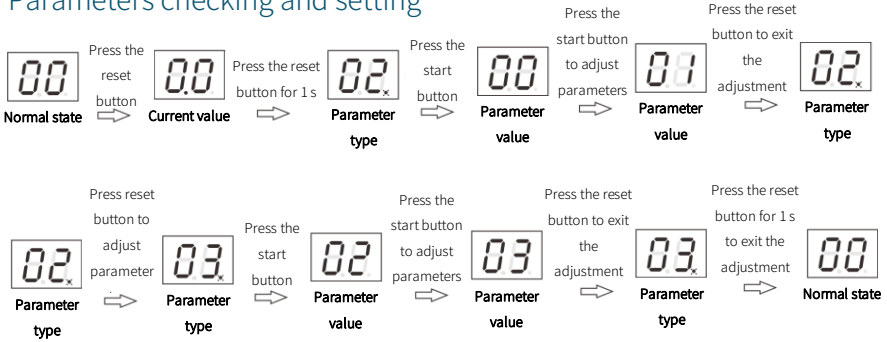 Parameters checking and setting
Press the
reset
button
Press the reset
button for 1 s
Press the
start
button
Press the
start button
to adjust
parameters
Press the reset
button to exit
the
adjustment
00
0.0
02.
00
01
02.
Normal state
Current value
Parameter
type
Parameter
value
Parameter
value
Parameter
type
Press reset
button to
adjust
parameter
.
Press the
start
button
Press the
start button
to adjust
parameters
Press the reset
button to exit
the
adjustment
Press the reset
button for 1 s
to exit the
adjustment
02.
03.
02
03
03.
00
Parameter
type
Parameter
type
Parameter
value
Parameter
value
Parameter
type
Normal state